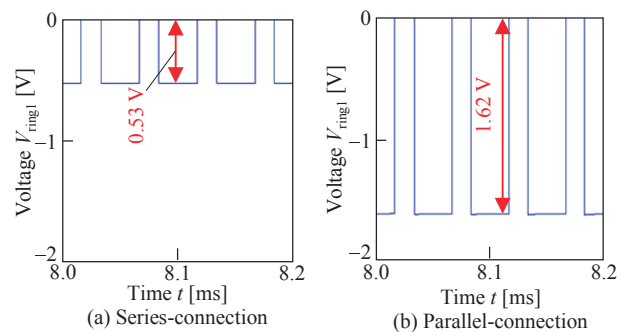 0
−1
−2
Voltage Vring1 [V]
0.53 V
8.0
8.1
8.2
Time t [ms]
(a) Series-connection
0
−1
−2
Voltage Vring1 [V]
1.62 V
8.0
8.1
8.2
Time t [ms]
(b) Parallel-connection